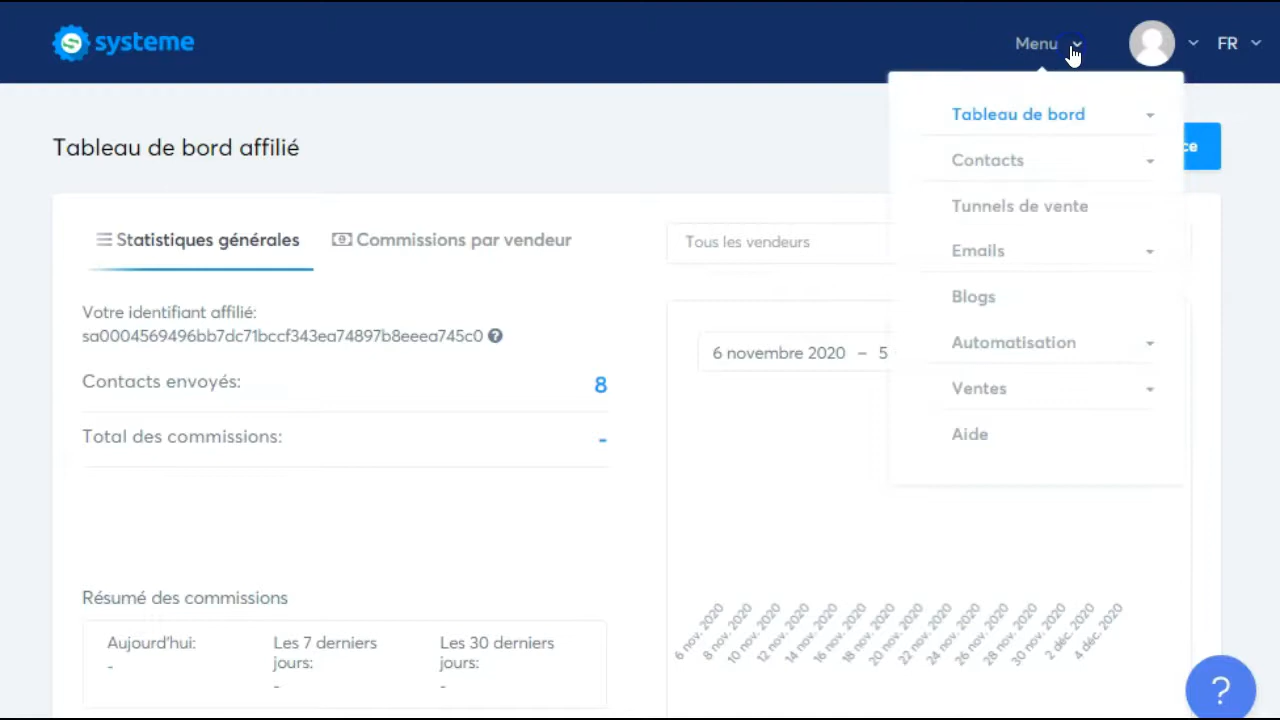 systeme
Menu
FR
Tableau de bord
Contacts
Tunnels de vente
Emails
Blogs
Automatisation
Ventes
Aide
Tableau de bord affilié
ce
Statistiques générales
Commissions par vendeur
Tous les vendeurs
Votre identifiant affilié:
sa0004569496bb7dc71bccf343ea74897b8eeea745c0
Contacts envoyés:
8
Total des commissions:
-
6 novembre 2020 – 5
Résumé des commissions
Aujourd'hui:
-
Les 7 derniers
jours:
-
Les 30 derniers
jours:
-
6 nov. 2020
8 nov. 2020
10 nov. 2020
12 nov. 2020
14 nov. 2020
16 nov. 2020
18 nov. 2020
20 nov. 2020
22 nov. 2020
24 nov. 2020
26 nov. 2020
28 nov. 2020
30 nov. 2020
2 déc. 2020
4 déc. 2020
?